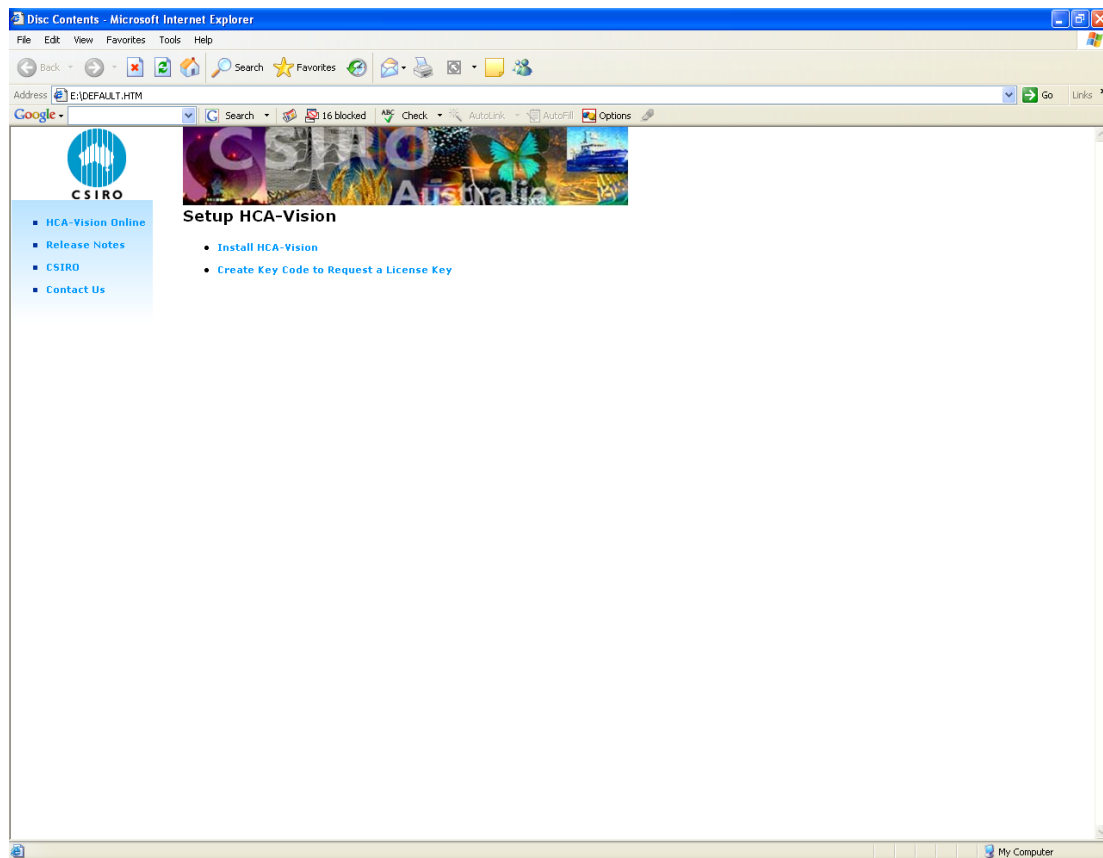 Disc Contents - Microsoft Internet Explorer
File Edit View Favorites Tools Help
Back Search Favorites
Address E:\DEFAULT.HTM Go Links
Google Search 16 blocked ABC Check AutoLink AutoFill Options
CSIRO
CSIRO
Australia
HCA-Vision Online
Release Notes
CSIRO
Contact Us
Setup HCA-Vision
Install HCA-Vision
Create Key Code to Request a License Key
My Computer